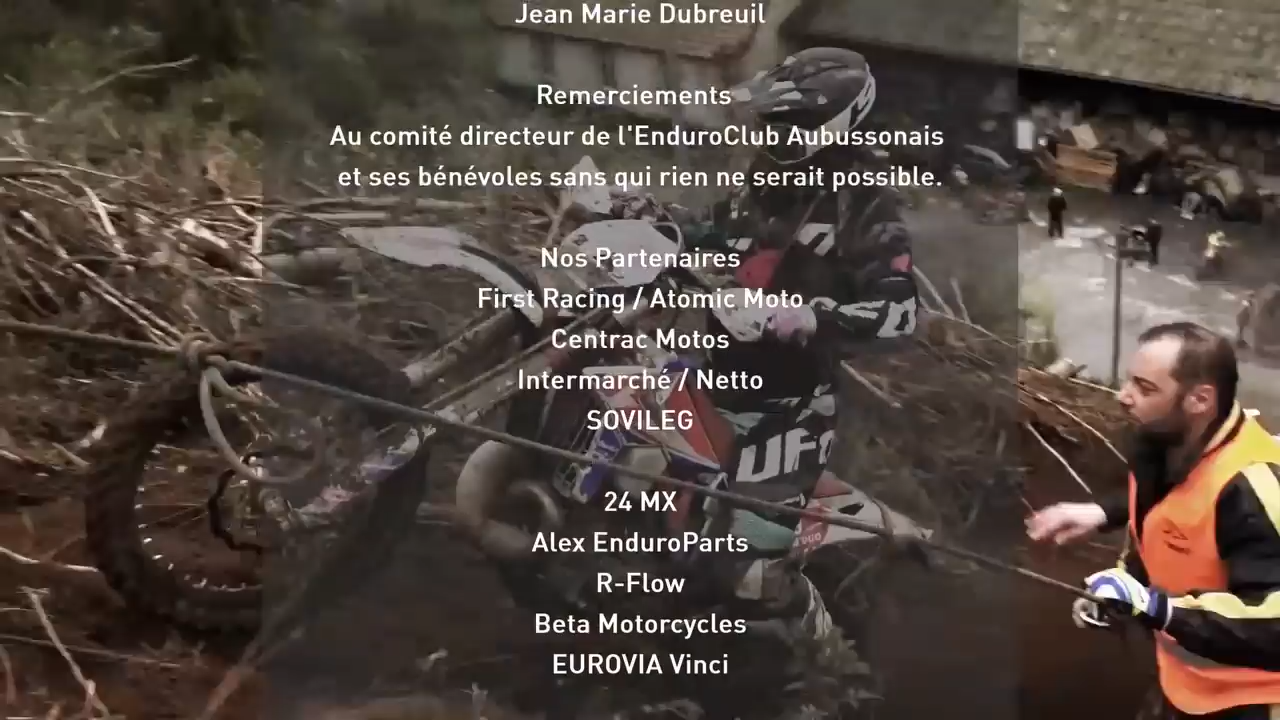 Jean Marie Dubreuil
Remerciements
Au comité directeur de l'EnduroClub Aubussonais
et ses bénévoles sans qui rien ne serait possible.
Nos Partenaires
First Racing / Atomic Moto
Centrac Motos
Intermarché / Netto
SOVILEG
24 MX
Alex EnduroParts
R-Flow
Beta Motorcycles
EUROVIA Vinci
UFO